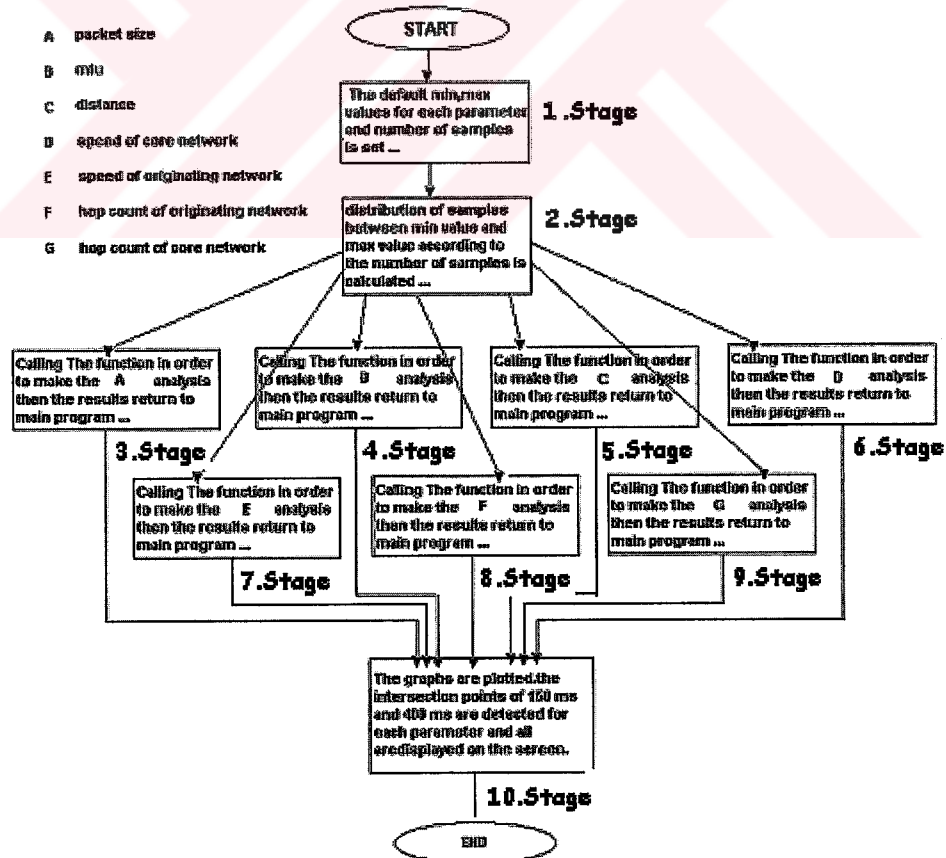 START
A packet size
B mtu
C distance
D speed of core network
E speed of originating network
F hop count of originating network
G hop count of core network
The default min,max
values for each parameter
and number of samples
is set ...
1.Stage
distribution of samples
between min value and
max value according to
the number of samples is
calculated ...
2.Stage
Calling The function in order
to make the A analysis
then the results return to
main program ...
3.Stage
Calling The function in order
to make the B analysis
then the results return to
main program ...
4.Stage
Calling The function in order
to make the C analysis
then the results return to
main program ...
5.Stage
Calling The function in order
to make the D analysis
then the results return to
main program ...
6.Stage
Calling The function in order
to make the E analysis
then the results return to
main program ...
7.Stage
Calling The function in order
to make the F analysis
then the results return to
main program ...
8.Stage
Calling The function in order
to make the G analysis
then the results return to
main program ...
9.Stage
The graphs are plotted,the
intersection points of 150 ms
and 400 ms are detected for
each parameter and all
aredisplayed on the screen.
10.Stage
END